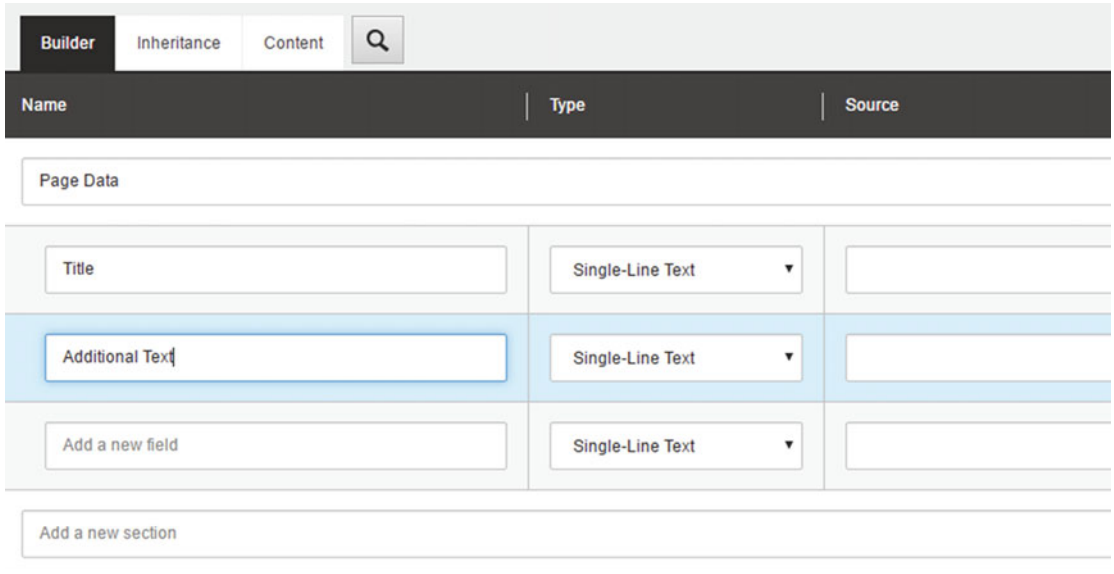 Builder Inheritance Content
Name Type Source
Page Data
Title Single-Line Text
Additional Text Single-Line Text
Add a new field Single-Line Text
Add a new section